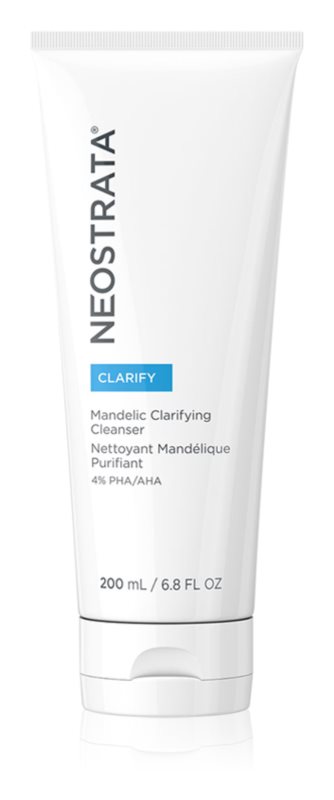 NEOSTRATA®
CLARIFY
Mandelic Clarifying
Cleanser
Nettoyant Mandélique
Purifiant
4% PHA/AHA
200 mL / 6.8 FL OZ